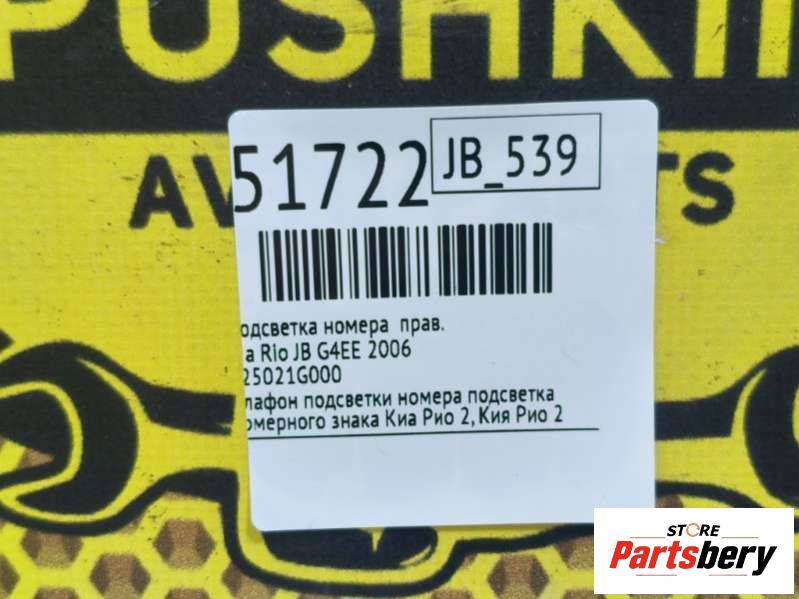 PUSHKI
AV
TS
51722
JB_539
одсветка номера прав.
a Rio JB G4EE 2006
25021G000
лафон подсветки номера подсветка
омерного знака Киа Рио 2, Кия Рио 2
STORE
Partsbery